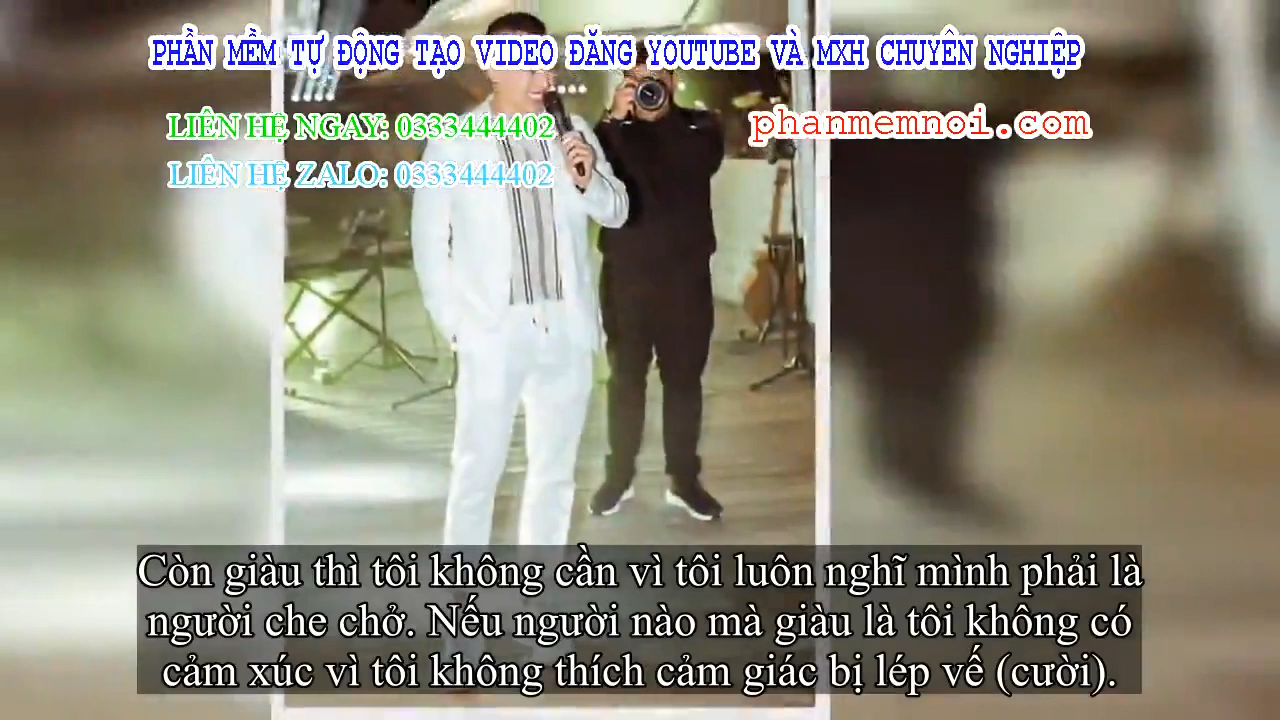 PHẦN MỀM TỰ ĐỘNG TẠO VIDEO ĐĂNG YOUTUBE VÀ MXH CHUYÊN NGHIỆP
LIÊN HỆ NGAY: 0333444402
phanmemnoi.com
LIÊN HỆ ZALO: 0333444402
Còn giàu thì tôi không cần vì tôi luôn nghĩ mình phải là
người che chở. Nếu người nào mà giàu là tôi không có
cảm xúc vì tôi không thích cảm giác bị lép vế (cười).